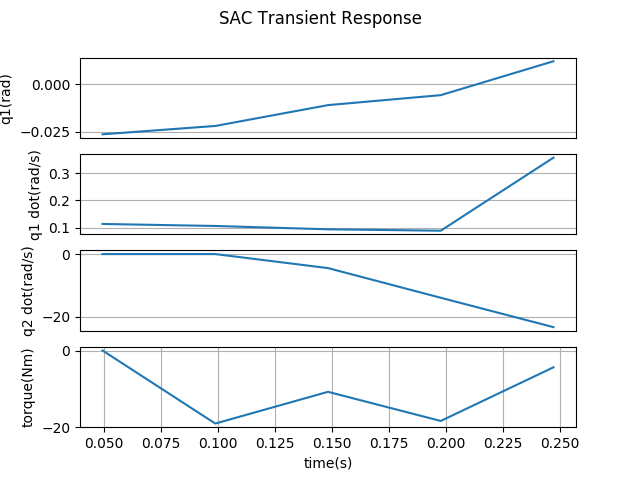 SAC Transient Response
q1(rad)
0.000
−0.025
q1 dot(rad/s)
0.3
0.2
0.1
q2 dot(rad/s)
0
−20
torque(Nm)
0
−20
0.050 0.075 0.100 0.125 0.150 0.175 0.200 0.225 0.250
time(s)